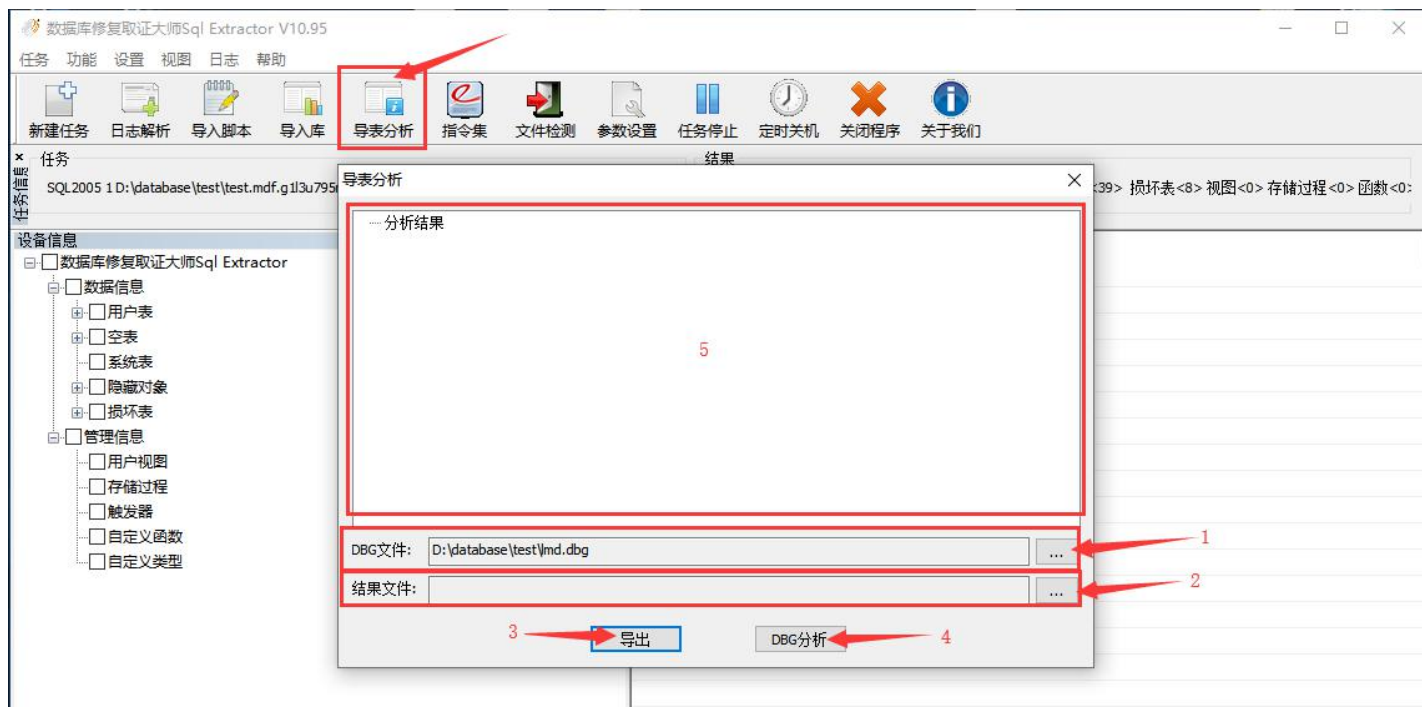 数据库修复取证大师Sql Extractor V10.95
任务 功能 设置 视图 日志 帮助
新建任务 日志解析 导入脚本 导入库 导表分析 指令集 文件检测 参数设置 任务停止 定时关机 关闭程序 关于我们
任务信息
任务
结果
SQL2005 1 D:\database\test\test.mdf.g1l3u795
<39> 损坏表<8> 视图<0> 存储过程<0> 函数<0>
设备信息
数据库修复取证大师Sql Extractor
数据信息
用户表
空表
系统表
隐藏对象
损坏表
管理信息
用户视图
存储过程
触发器
自定义函数
自定义类型
导表分析
分析结果
5
DBG文件: D:\database\test\lmd.dbg ...
1
结果文件: ...
2
3 导出 DBG分析 4